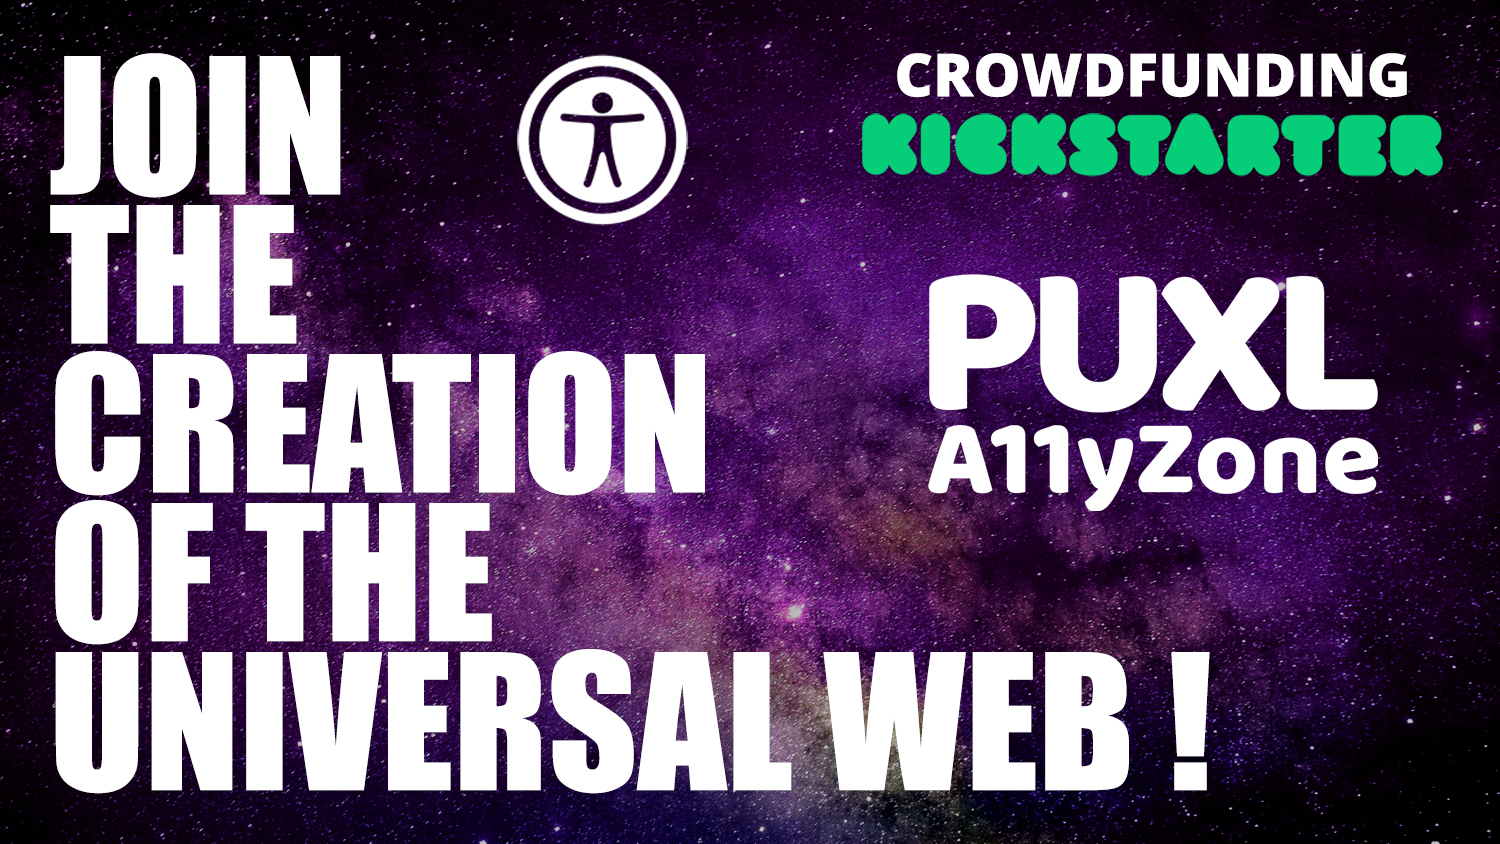 JOIN
THE
CREATION
OF THE
UNIVERSAL WEB !
CROWDFUNDING
KICKSTARTER
PUXL
A11yZone